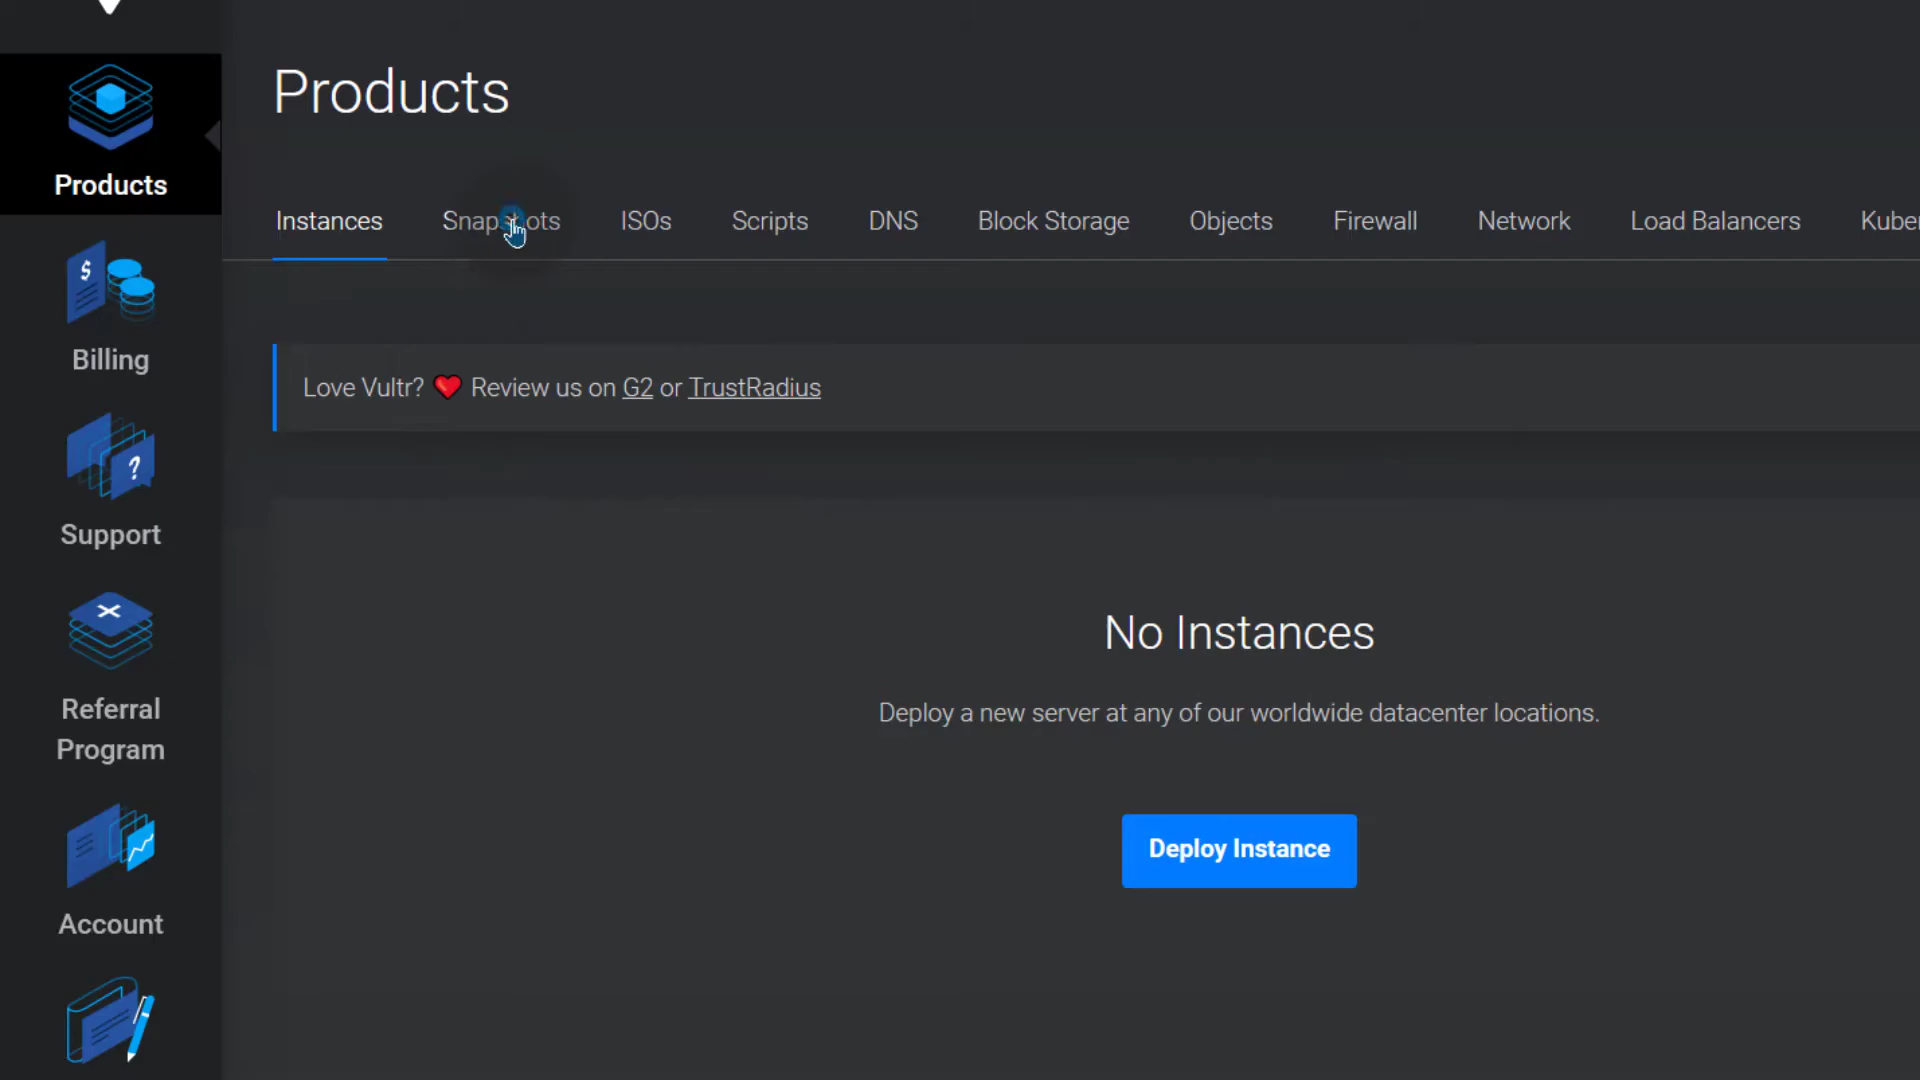 Products
Products
Instances Snapshots ISOs Scripts DNS Block Storage Objects Firewall Network Load Balancers Kuber
Love Vultr? ❤️ Review us on G2 or TrustRadius
Billing
Support
Referral
Program
Account
No Instances
Deploy a new server at any of our worldwide datacenter locations.
Deploy Instance